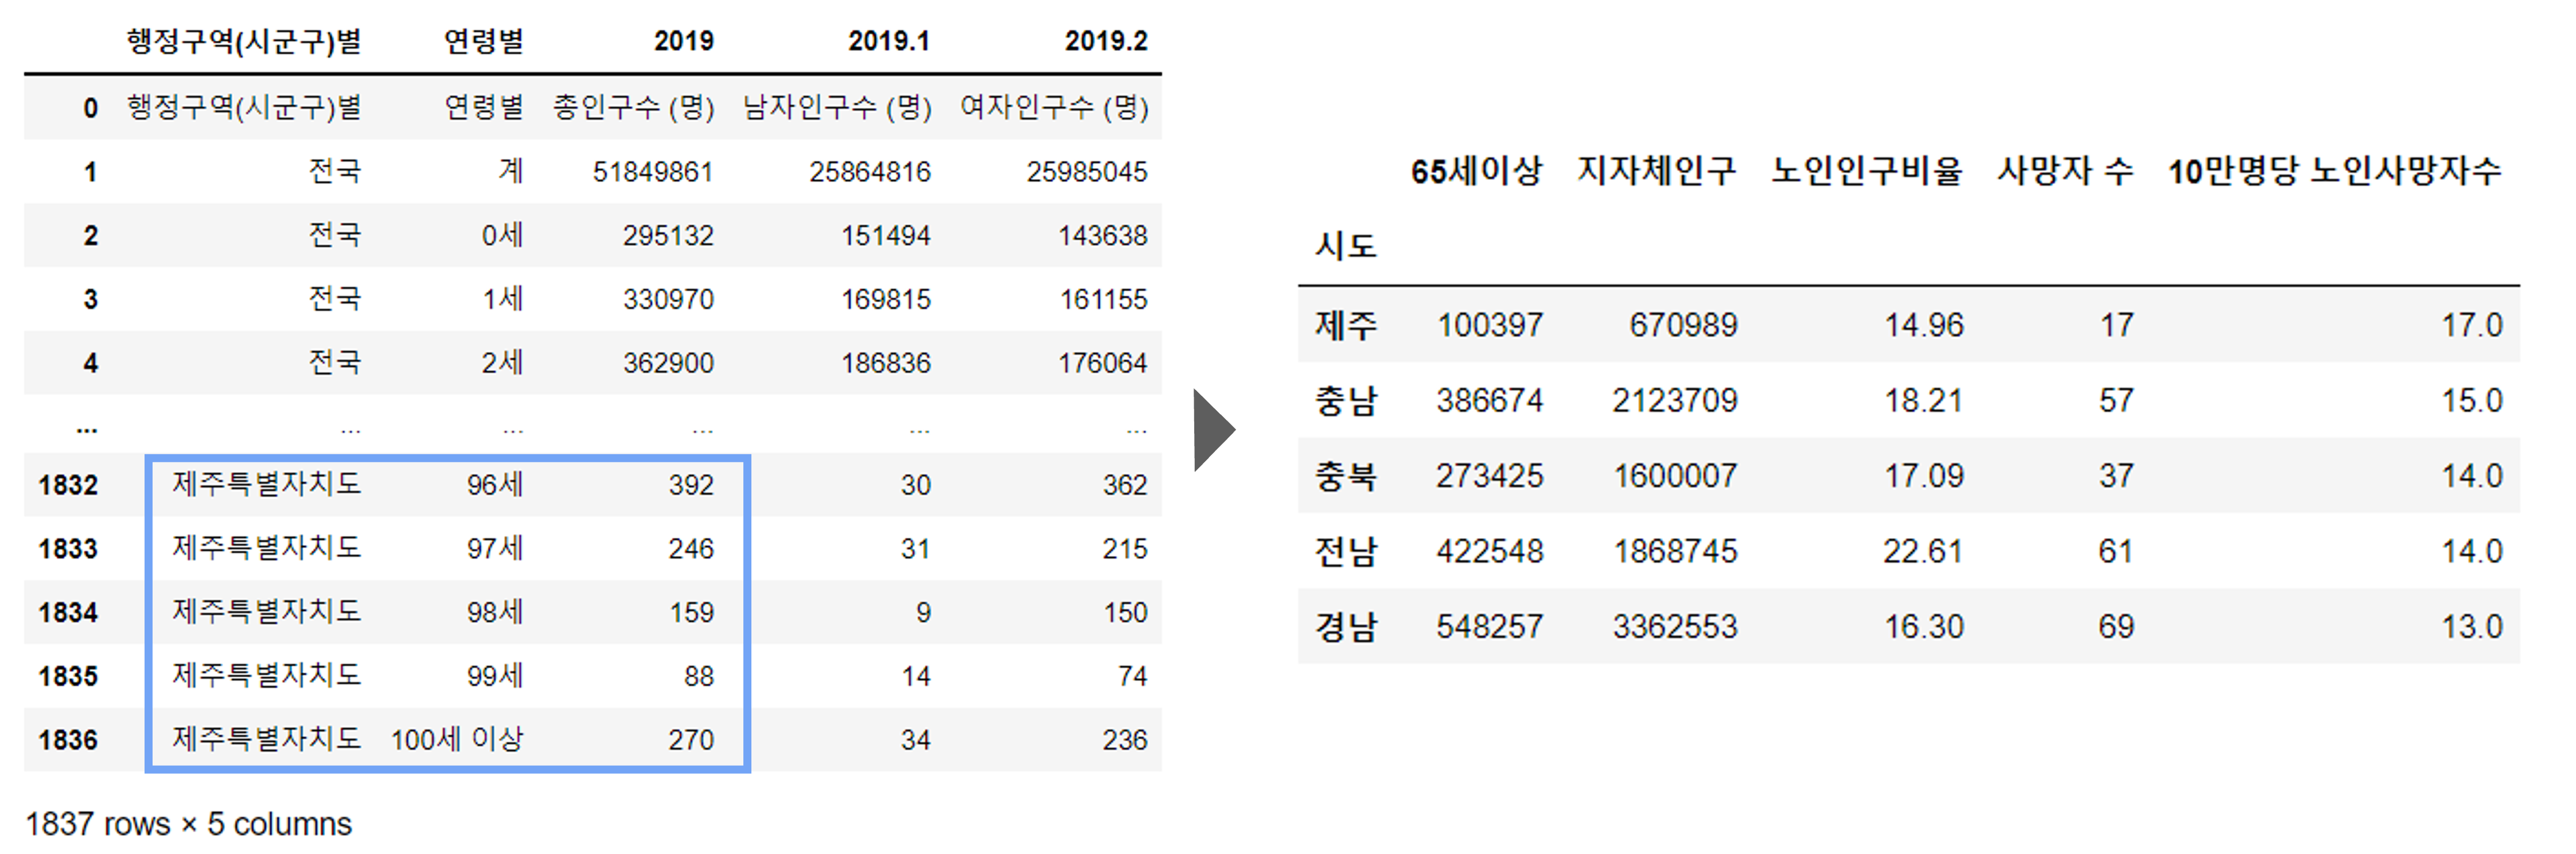 행정구역(시군구)별 연령별 2019 2019.1 2019.2
0 행정구역(시군구)별 연령별 총인구수 (명) 남자인구수 (명) 여자인구수 (명)
1 전국 계 51849861 25864816 25985045
2 전국 0세 295132 151494 143638
3 전국 1세 330970 169815 161155
4 전국 2세 362900 186836 176064
... ... ... ... ... ...
1832 제주특별자치도 96세 392 30 362
1833 제주특별자치도 97세 246 31 215
1834 제주특별자치도 98세 159 9 150
1835 제주특별자치도 99세 88 14 74
1836 제주특별자치도 100세 이상 270 34 236
1837 rows × 5 columns
65세이상 지자체인구 노인인구비율 사망자 수 10만명당 노인사망자수
시도
제주 100397 670989 14.96 17 17.0
충남 386674 2123709 18.21 57 15.0
충북 273425 1600007 17.09 37 14.0
전남 422548 1868745 22.61 61 14.0
경남 548257 3362553 16.30 69 13.0